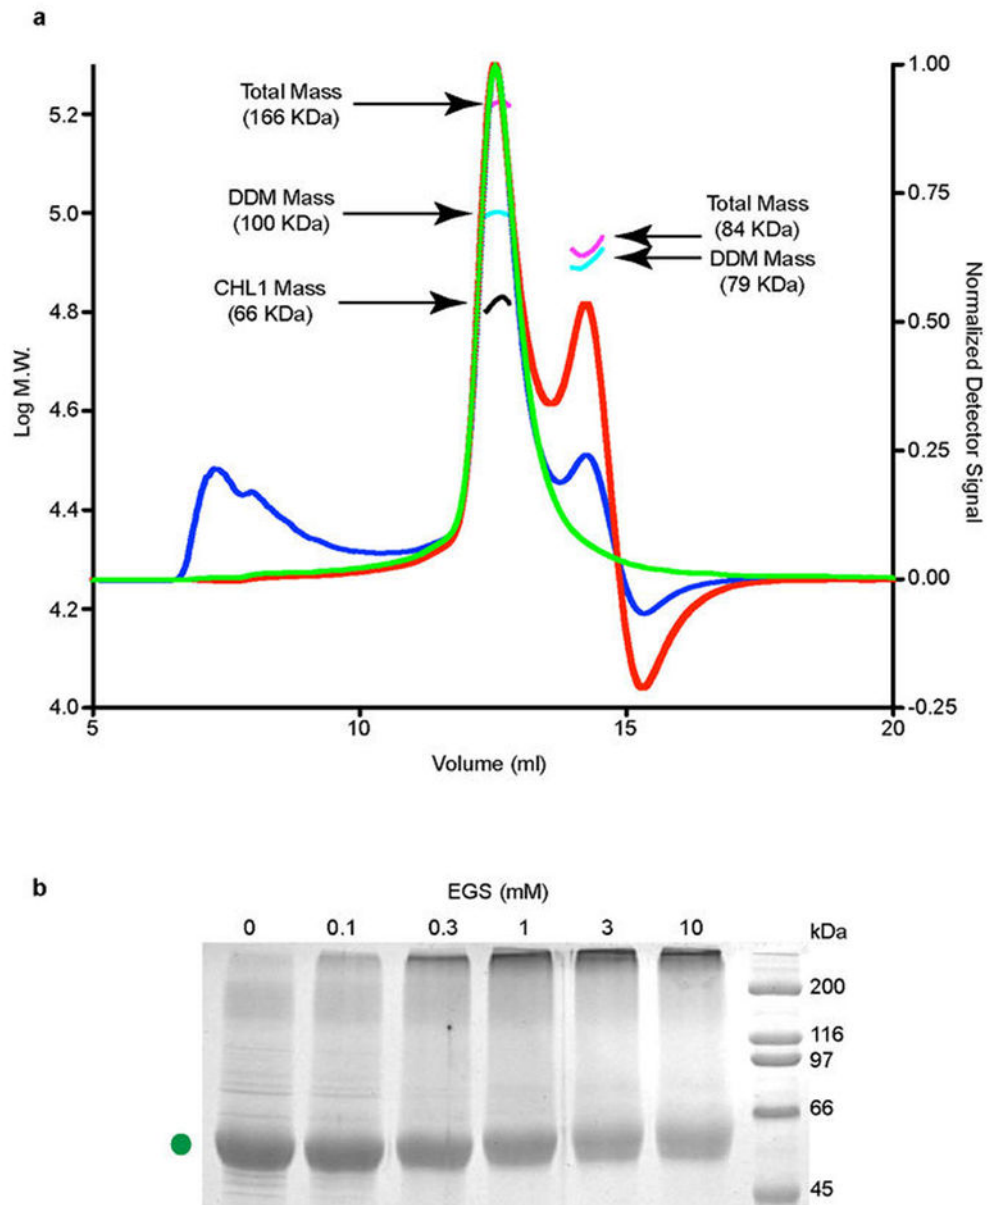 a
Total Mass
(166 KDa)
DDM Mass
(100 KDa)
CHL1 Mass
(66 KDa)
Total Mass
(84 KDa)
DDM Mass
(79 KDa)
Log M.W.
5.2
5.0
4.8
4.6
4.4
4.2
4.0
1.00
0.75
0.50
0.25
0.00
-0.25
Normalized Detector Signal
5
10
15
20
Volume (ml)
b
EGS (mM)
0
0.1
0.3
1
3
10
kDa
200
116
97
66
45